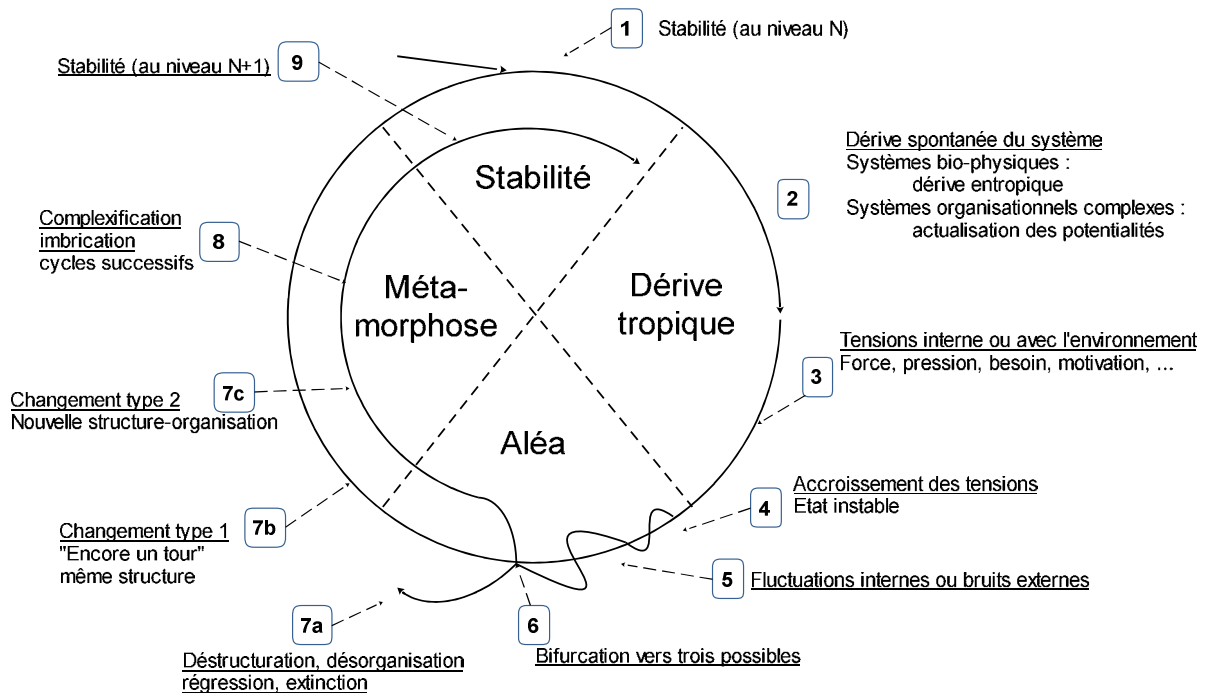 1
Stabilité (au niveau N)
Stabilité (au niveau N+1)
9
Stabilité
2
Dérive spontanée du système
Systèmes bio-physiques :
dérive entropique
Systèmes organisationnels complexes :
actualisation des potentialités
Complexification
imbrication
cycles successifs
8
Méta-
morphose
Dérive
tropique
Tensions interne ou avec l'environnement
Force, pression, besoin, motivation, ...
3
Changement type 2
Nouvelle structure-organisation
7c
Aléa
Accroissement des tensions
Etat instable
4
Changement type 1
"Encore un tour"
même structure
7b
5
Fluctuations internes ou bruits externes
7a
Déstructuration, désorganisation
régression, extinction
6
Bifurcation vers trois possibles